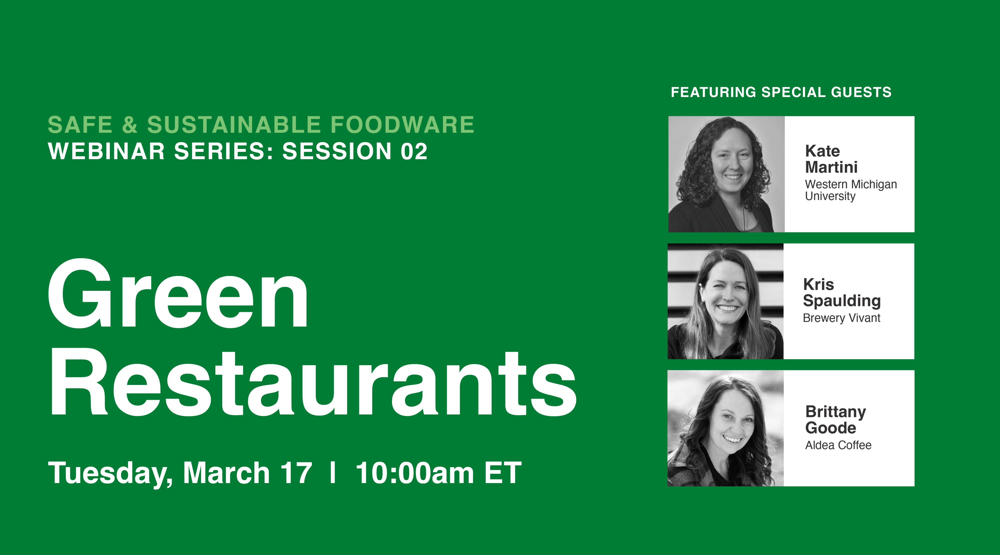 SAFE & SUSTAINABLE FOODWARE
WEBINAR SERIES: SESSION 02
Green
Restaurants
Tuesday, March 17 | 10:00am ET
FEATURING SPECIAL GUESTS
Kate
Martini
Western Michigan
University
Kris
Spaulding
Brewery Vivant
Brittany
Goode
Aldea Coffee